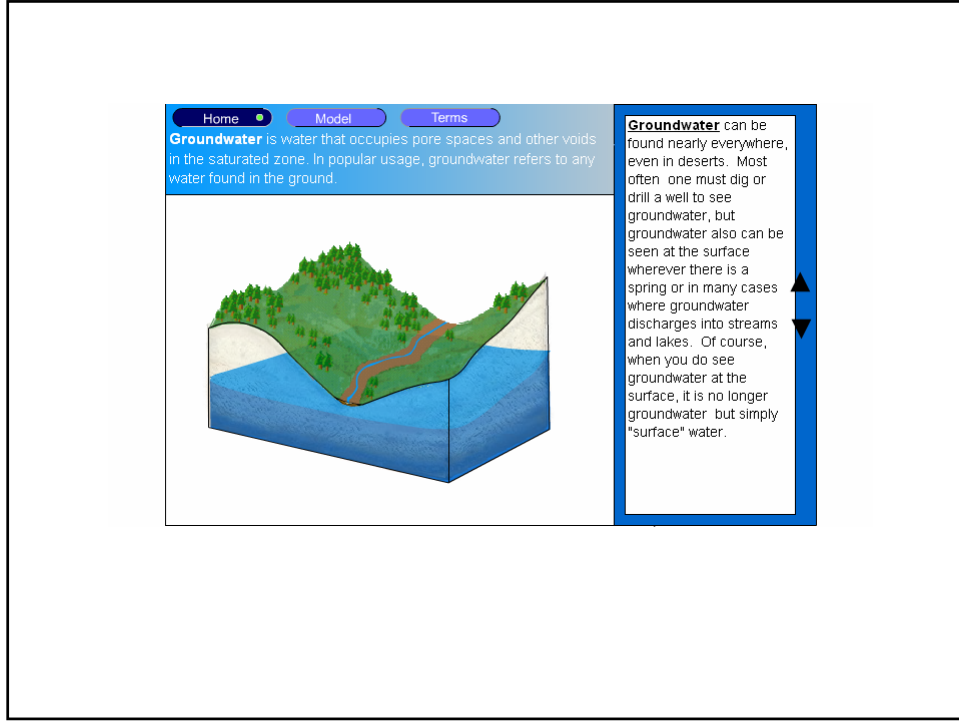 Home Model Terms
Groundwater is water that occupies pore spaces and other voids
in the saturated zone. In popular usage, groundwater refers to any
water found in the ground.
Groundwater can be
found nearly everywhere,
even in deserts.  Most
often  one must dig or
drill a well to see
groundwater, but
groundwater also can be
seen at the surface
wherever there is a
spring or in many cases
where groundwater
discharges into streams
and lakes.  Of course,
when you do see
groundwater at the
surface, it is no longer
groundwater  but simply
"surface" water.